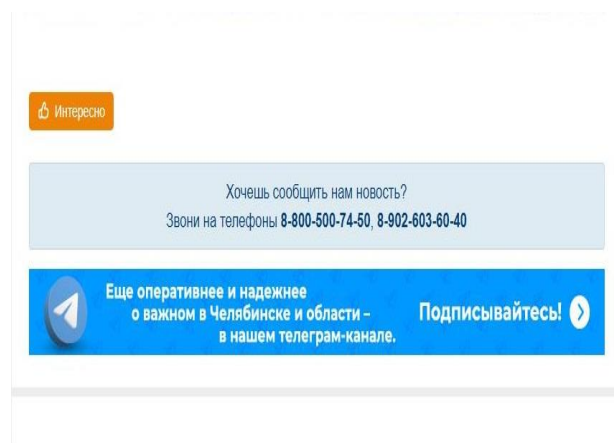 Интересно
Хочешь сообщить нам новость?
Звони на телефоны 8-800-500-74-50, 8-902-603-60-40
Еще оперативнее и надежнее
о важном в Челябинске и области –
в нашем телеграм-канале.
Подписывайтесь!